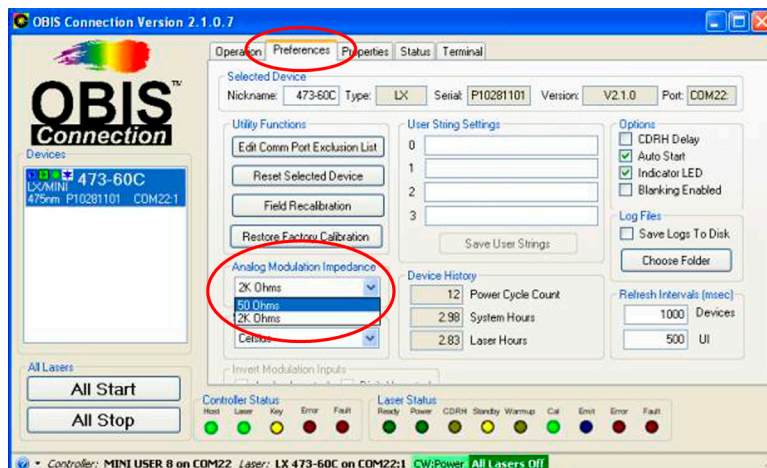 OBIS Connection Version 2.1.0.7
Operation Preferences Properties Status Terminal
OBIS™
Connection
Selected Device
Nickname: 473-60C Type: LX Serial: P10281101 Version: V2.1.0 Port: COM22:
Utility Functions
Edit Comm Port Exclusion List
Reset Selected Device
Field Recalibration
Restore Factory Calibration
User String Settings
0
1
2
3
Save User Strings
Options
CDRH Delay
Auto Start
Indicator LED
Blanking Enabled
Log Files
Save Logs To Disk
Choose Folder
Devices
473-60C
LX/MINI
475nm P10281101 COM22:1
Analog Modulation Impedance
2K Ohms
50 Ohms
2K Ohms
Celsius
Device History
12 Power Cycle Count
2.98 System Hours
2.83 Laser Hours
Refresh Intervals (msec)
1000 Devices
500 UI
Invert Modulation Inputs
All Lasers
All Start
All Stop
Controller Status
Host Laser Key Error Fault
Laser Status
Ready Power CDRH Standby Warmup Cal Emit Error Fault
Controller: MINI USER 8 on COM22 Laser: LX 473-60C on COM22:1 CW:Power All Lasers Off